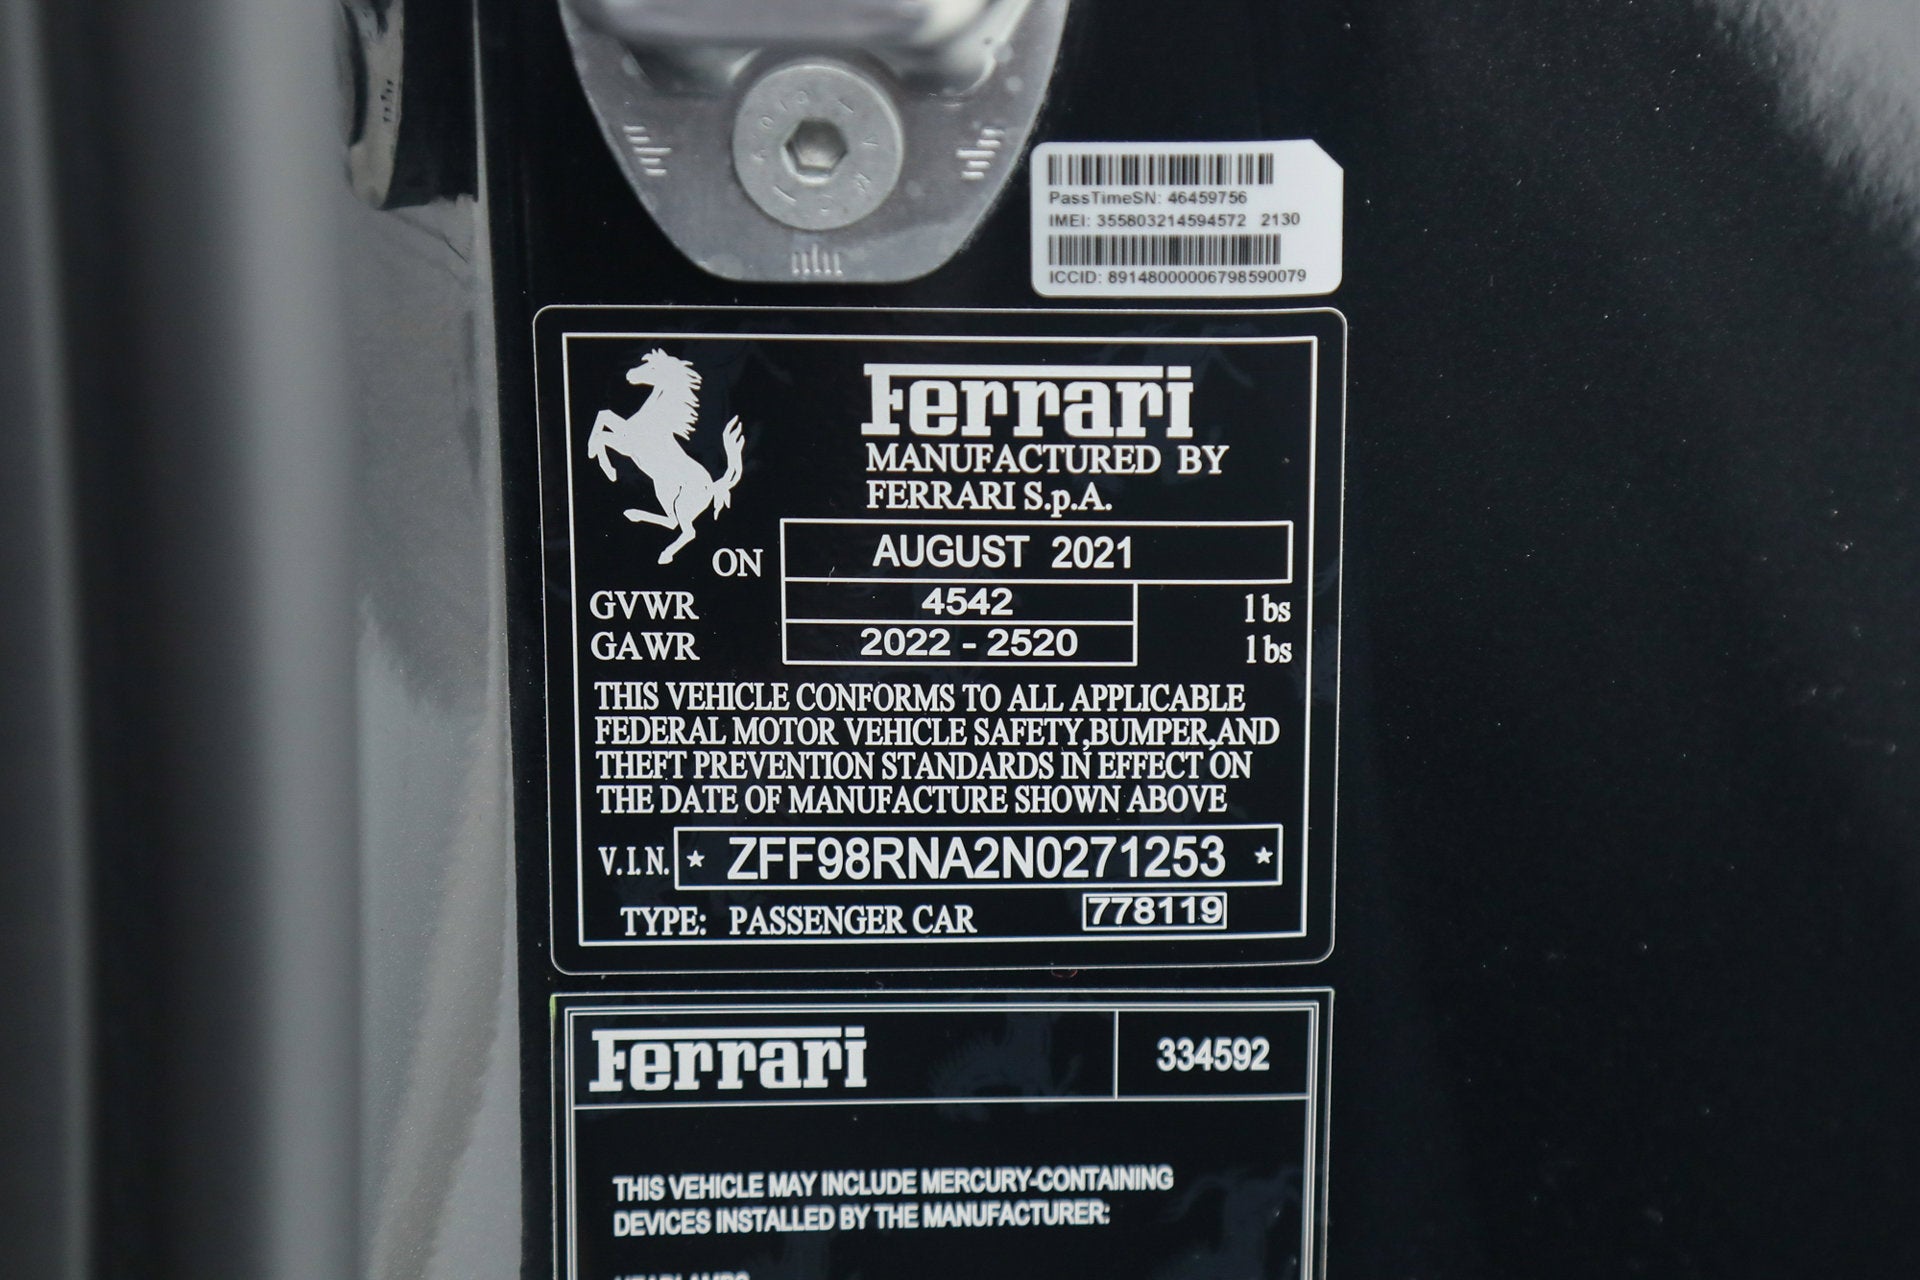 PassTimeSN: 46459756
IMEI: 355803214594572 2130
ICCID: 89148000006798590079
Ferrari
MANUFACTURED BY
FERRARI S.p.A.
ON AUGUST 2021
GVWR 4542 lbs
GAWR 2022 - 2520 lbs
THIS VEHICLE CONFORMS TO ALL APPLICABLE
FEDERAL MOTOR VEHICLE SAFETY,BUMPER,AND
THEFT PREVENTION STANDARDS IN EFFECT ON
THE DATE OF MANUFACTURE SHOWN ABOVE
V.I.N. * ZFF98RNA2N0271253 *
TYPE: PASSENGER CAR 778119
Ferrari 334592
THIS VEHICLE MAY INCLUDE MERCURY-CONTAINING
DEVICES INSTALLED BY THE MANUFACTURER: